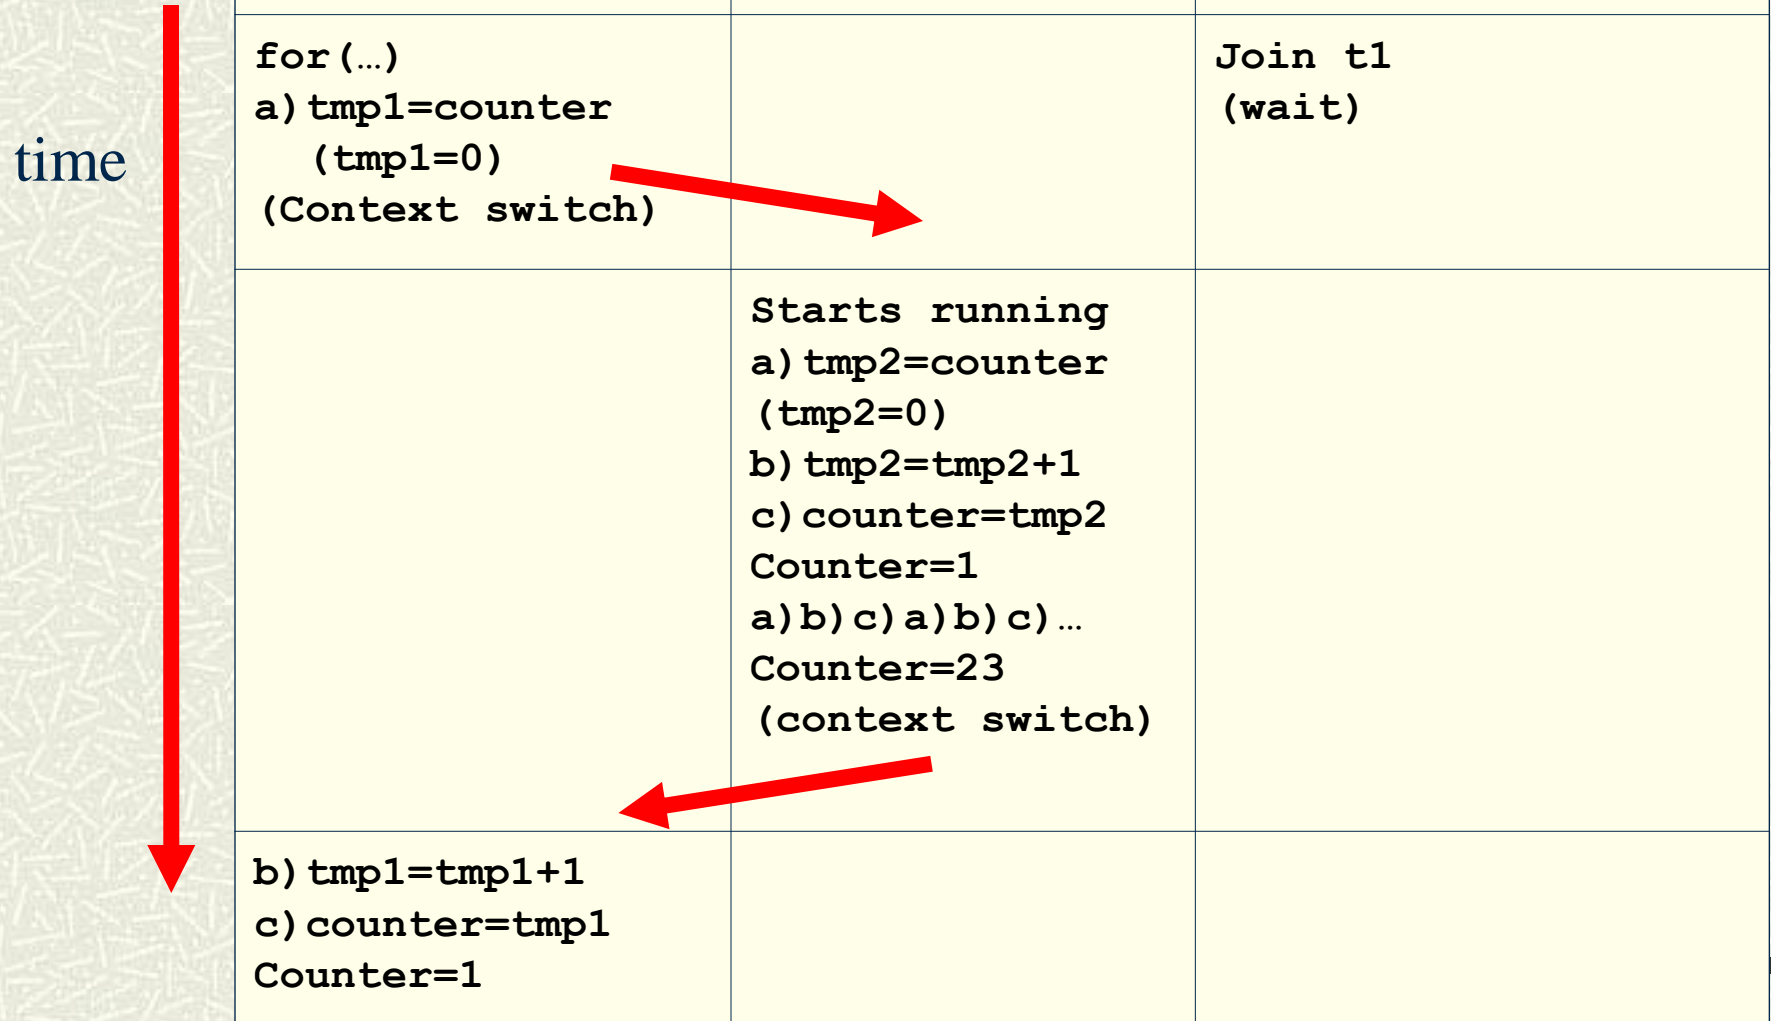 time
for(…)
a)tmp1=counter
(tmp1=0)
(Context switch)
Join t1
(wait)
Starts running
a)tmp2=counter
(tmp2=0)
b)tmp2=tmp2+1
c)counter=tmp2
Counter=1
a)b)c)a)b)c)…
Counter=23
(context switch)
b)tmp1=tmp1+1
c)counter=tmp1
Counter=1